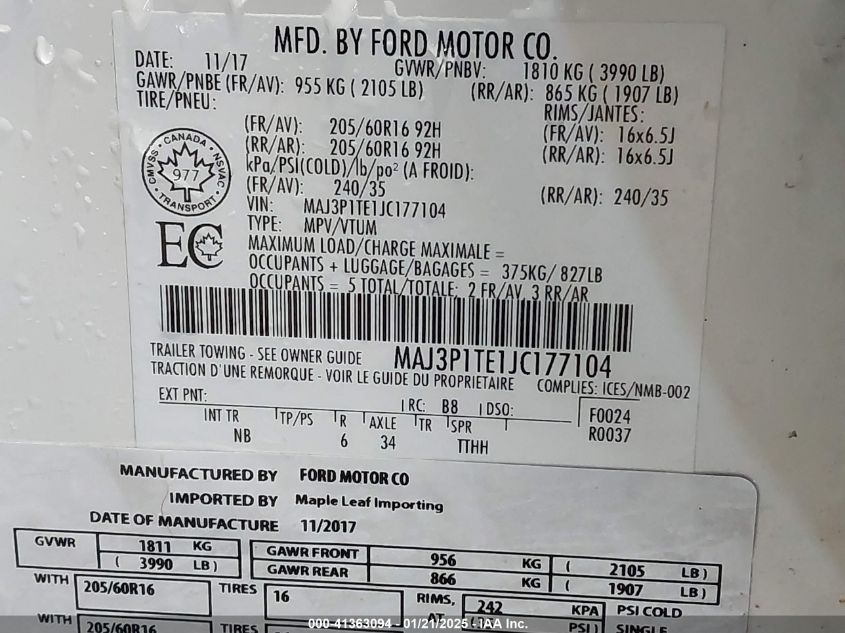 MFD. BY FORD MOTOR CO.
DATE: 11/17 GVWR/PNBV: 1810 KG ( 3990 LB)
GAWR/PNBE (FR/AV): 955 KG ( 2105 LB) (RR/AR): 865 KG ( 1907 LB)
TIRE/PNEU: RIMS/JANTES:
(FR/AV): 205/60R16 92H (FR/AV): 16x6.5J
(RR/AR): 205/60R16 92H (RR/AR): 16x6.5J
kPa/PSI(COLD)/lb/po² (A FROID):
(FR/AV): 240/35 (RR/AR): 240/35
CANADA
CMVSS NSVAC
977
TRANSPORT
VIN: MAJ3P1TE1JC177104
TYPE: MPV/VTUM
EC
MAXIMUM LOAD/CHARGE MAXIMALE =
OCCUPANTS + LUGGAGE/BAGAGES = 375KG/ 827LB
OCCUPANTS = 5 TOTAL/TOTALE: 2 FR/AV, 3 RR/AR
TRAILER TOWING - SEE OWNER GUIDE MAJ3P1TE1JC177104
TRACTION D'UNE REMORQUE - VOIR LE GUIDE DU PROPRIETAIRE COMPLIES: ICES/NMB-002
EXT PNT: RC: B8 DSO: F0024
INT TR TP/PS R AXLE TR SPR R0037
NB 6 34 TTHH
MANUFACTURED BY FORD MOTOR CO
IMPORTED BY Maple Leaf Importing
DATE OF MANUFACTURE 11/2017
GVWR 1811 KG GAWR FRONT 956 KG ( 2105 LB )
( 3990 LB ) GAWR REAR 866 KG ( 1907 LB )
WITH 205/60R16 TIRES 16 RIMS, 242 KPA PSI COLD
WITH 205/60R16 TIRES AT PSI ) SINGLE
000-41363094 - 01/21/2025 - IAA Inc.